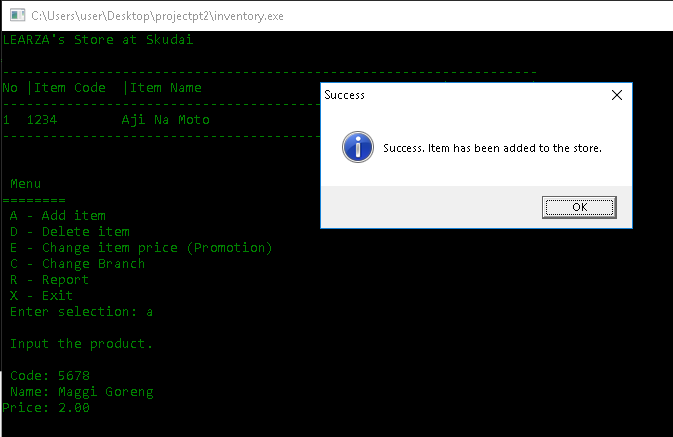 C:\Users\user\Desktop\projectpt2\inventory.exe
LEARZA's Store at Skudai
---------------------------------------------------------------
No |Item Code |Item Name
1 1234 Aji Na Moto
Success
Success. Item has been added to the store.
OK
Menu
========
A - Add item
D - Delete item
E - Change item price (Promotion)
C - Change Branch
R - Report
X - Exit
Enter selection: a
Input the product.
Code: 5678
Name: Maggi Goreng
Price: 2.00